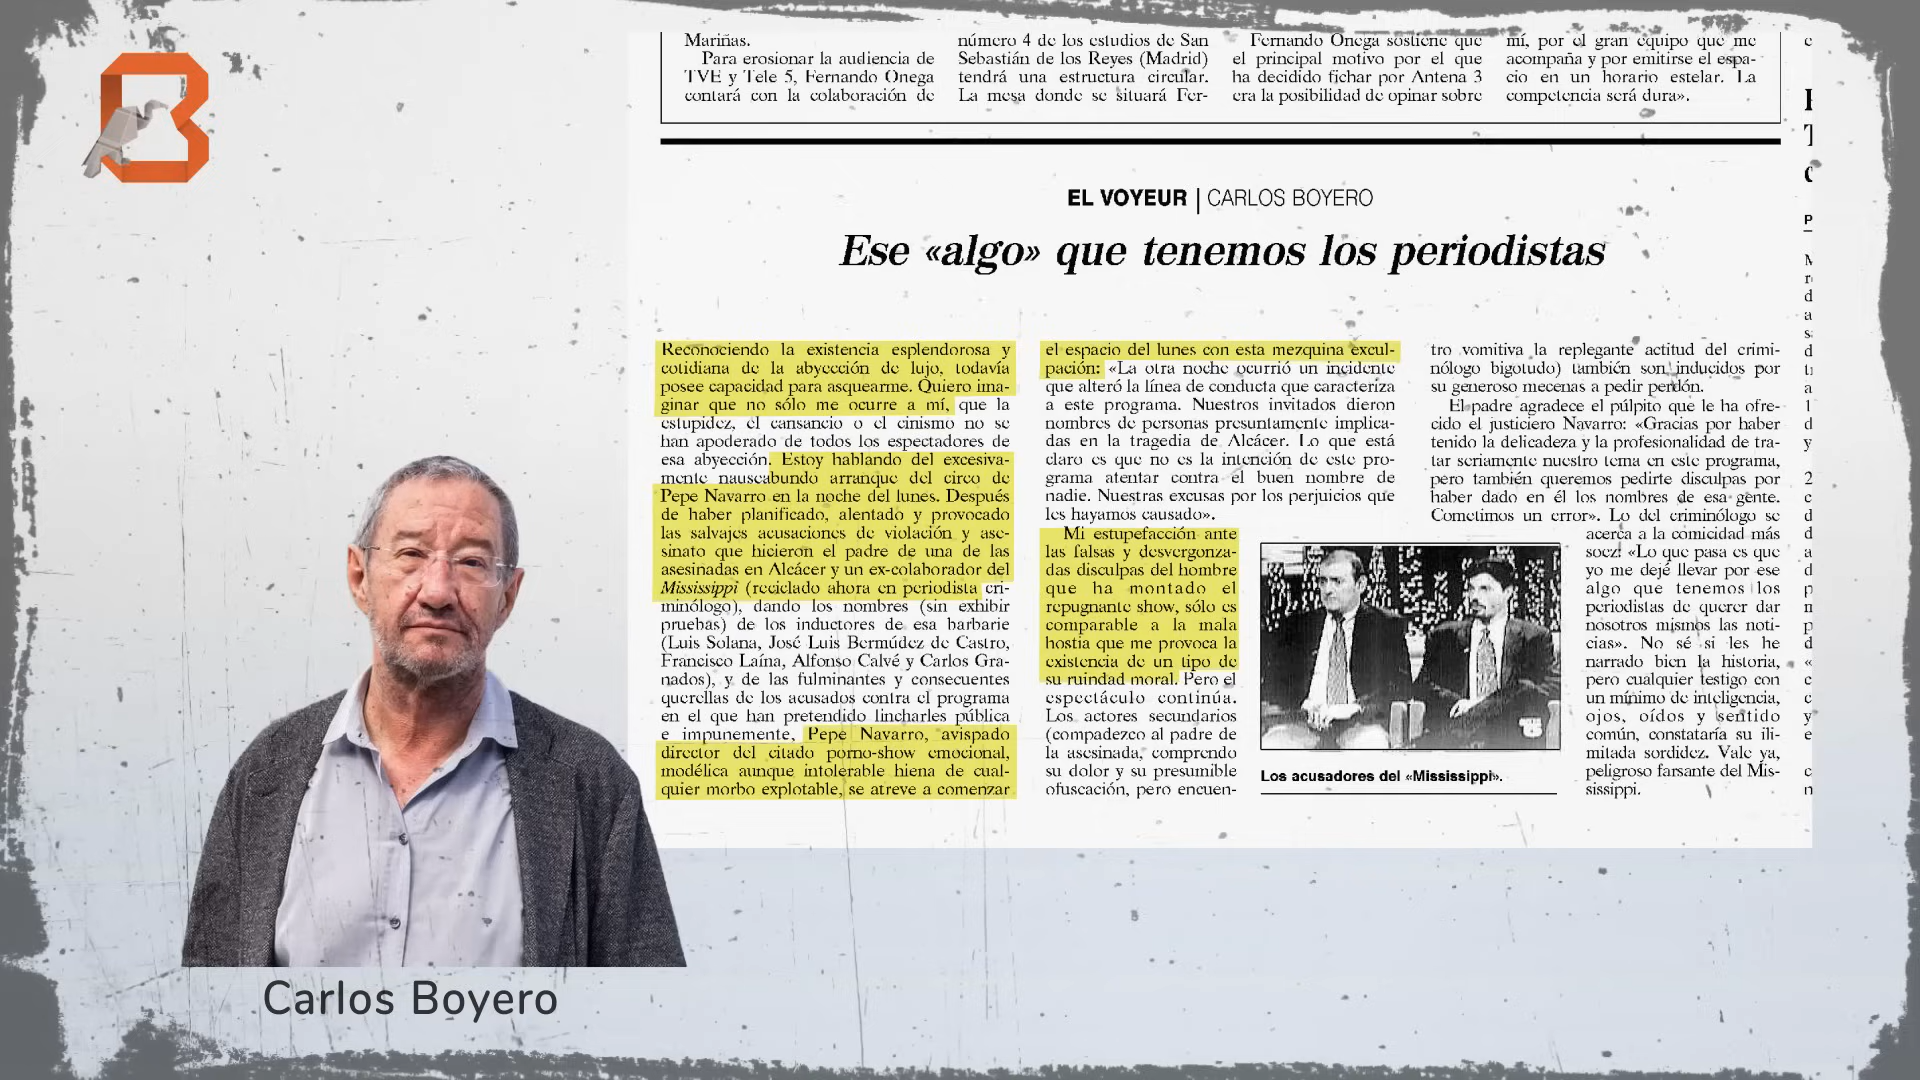 Mariñas.
Para erosionar la audiencia de
TVE y Tele 5, Fernando Onega
contará con la colaboración de
número 4 de los estudios de San
Sebastián de los Reyes (Madrid)
tendrá una estructura circular.
La mesa donde se situará Fer-
Fernando Onega sostiene que
el principal motivo por el que
ha decidido fichar por Antena 3
era la posibilidad de opinar sobre
mí, por el gran equipo que me
acompaña y por emitirse el espa-
cio en un horario estelar. La
competencia será dura».
EL VOYEUR | CARLOS BOYERO
Ese «algo» que tenemos los periodistas
Reconociendo la existencia esplendorosa y
cotidiana de la abyección de lujo, todavía
posee capacidad para asquearme. Quiero ima-
ginar que no sólo me ocurre a mí, que la
estupidez, el cansancio o el cinismo no se
han apoderado de todos los espectadores de
esa abyección. Estoy hablando del excesiva-
mente nauseabundo arranque del circo de
Pepe Navarro en la noche del lunes. Después
de haber planificado, alentado y provocado
las salvajes acusaciones de violación y ase-
sinato que hicieron el padre de una de las
asesinadas en Alcácer y un ex-colaborador del
Mississippi (reciclado ahora en periodista cri-
minólogo), dando los nombres (sin exhibir
pruebas) de los inductores de esa barbarie
(Luis Solana, José Luis Bermúdez de Castro,
Francisco Laína, Alfonso Calvé y Carlos Gra-
nados), y de las fulminantes y consecuentes
querellas de los acusados contra el programa
en el que han pretendido lincharles pública
e impunemente, Pepe Navarro, avispado
director del citado porno-show emocional,
modélica aunque intolerable hiena de cual-
quier morbo explotable, se atreve a comenzar
el espacio del lunes con esta mezquina excul-
pación: «La otra noche ocurrió un incidente
que alteró la línea de conducta que caracteriza
a este programa. Nuestros invitados dieron
nombres de personas presuntamente implica-
das en la tragedia de Alcácer. Lo que está
claro es que no es la intención de este pro-
grama atentar contra el buen nombre de
nadie. Nuestras excusas por los perjuicios que
les hayamos causado».
Mi estupefacción ante
las falsas y desvergonza-
das disculpas del hombre
que ha montado el
repugnante show, sólo es
comparable a la mala
hostia que me provoca la
existencia de un tipo de
su ruindad moral. Pero el
espectáculo continúa.
Los actores secundarios
(compadezco al padre de
la asesinada, comprendo
su dolor y su presumible
ofuscación, pero encuen-
tro vomitiva la replegante actitud del crimi-
nólogo bigotudo) también son inducidos por
su generoso mecenas a pedir perdón.
El padre agradece el púlpito que le ha ofre-
cido el justiciero Navarro: «Gracias por haber
tenido la delicadeza y la profesionalidad de tra-
tar seriamente nuestro tema en este programa,
pero también queremos pedirte disculpas por
haber dado en él los nombres de esa gente.
Cometimos un error». Lo del criminólogo se
acerca a la comicidad más
soez: «Lo que pasa es que
yo me dejé llevar por ese
algo que tenemos los
periodistas de querer dar
nosotros mismos las noti-
cias». No sé si les he
narrado bien la historia,
pero cualquier testigo con
un mínimo de inteligencia,
ojos, oídos y sentido
común, constataría su ili-
mitada sordidez. Vale ya,
peligroso farsante del Mis-
sissippi.
Los acusadores del «Mississippi».
Carlos Boyero